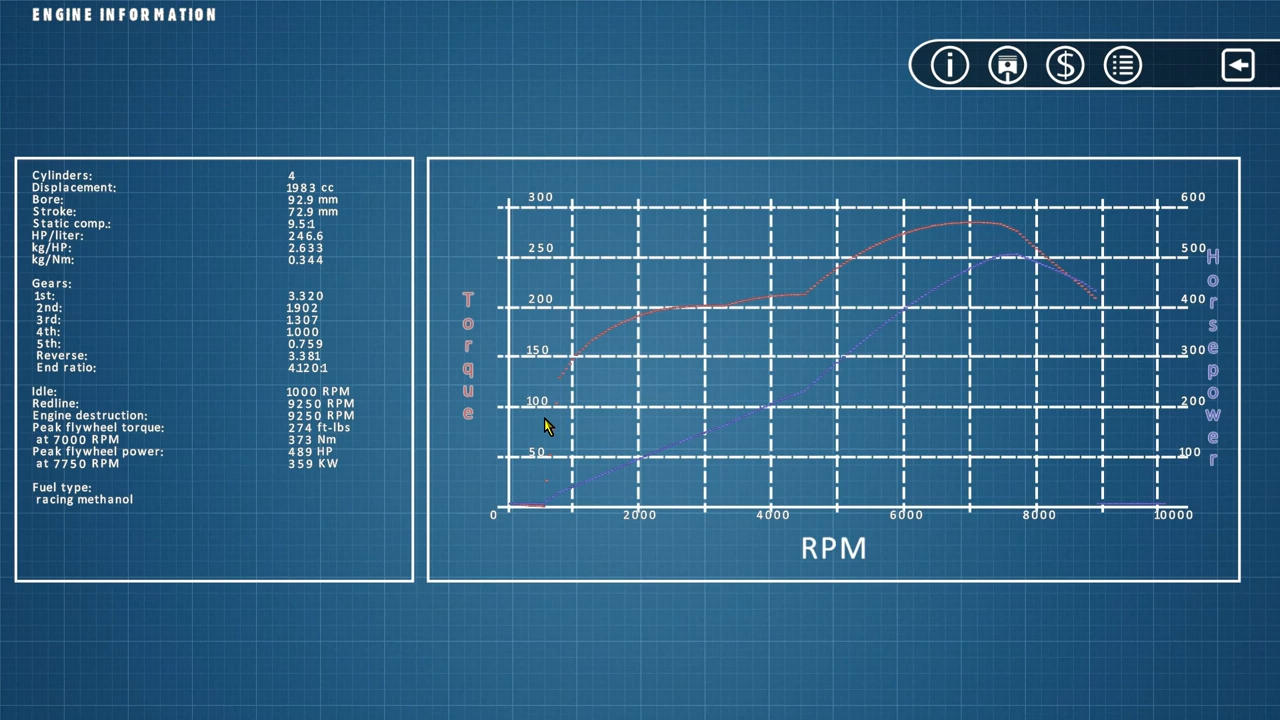 ENGINE INFORMATION
Cylinders: 4
Displacement: 1983 cc
Bore: 92.9 mm
Stroke: 72.9 mm
Static comp.: 9.5:1
HP/liter: 246.6
kg/HP: 2.633
kg/Nm: 0.344
Gears:
1st: 3.320
2nd: 1.902
3rd: 1.307
4th: 1.000
5th: 0.759
Reverse: 3.381
End ratio: 4.120:1
Idle: 1000 RPM
Redline: 9250 RPM
Engine destruction: 9250 RPM
Peak flywheel torque: 274 ft-lbs
at 7000 RPM 373 Nm
Peak flywheel power: 489 HP
at 7750 RPM 359 KW
Fuel type:
racing methanol
Torque
300
250
200
150
100
50
0 2000 4000 6000 8000 10000
RPM
600
500
400
300
200
100
Horsepower